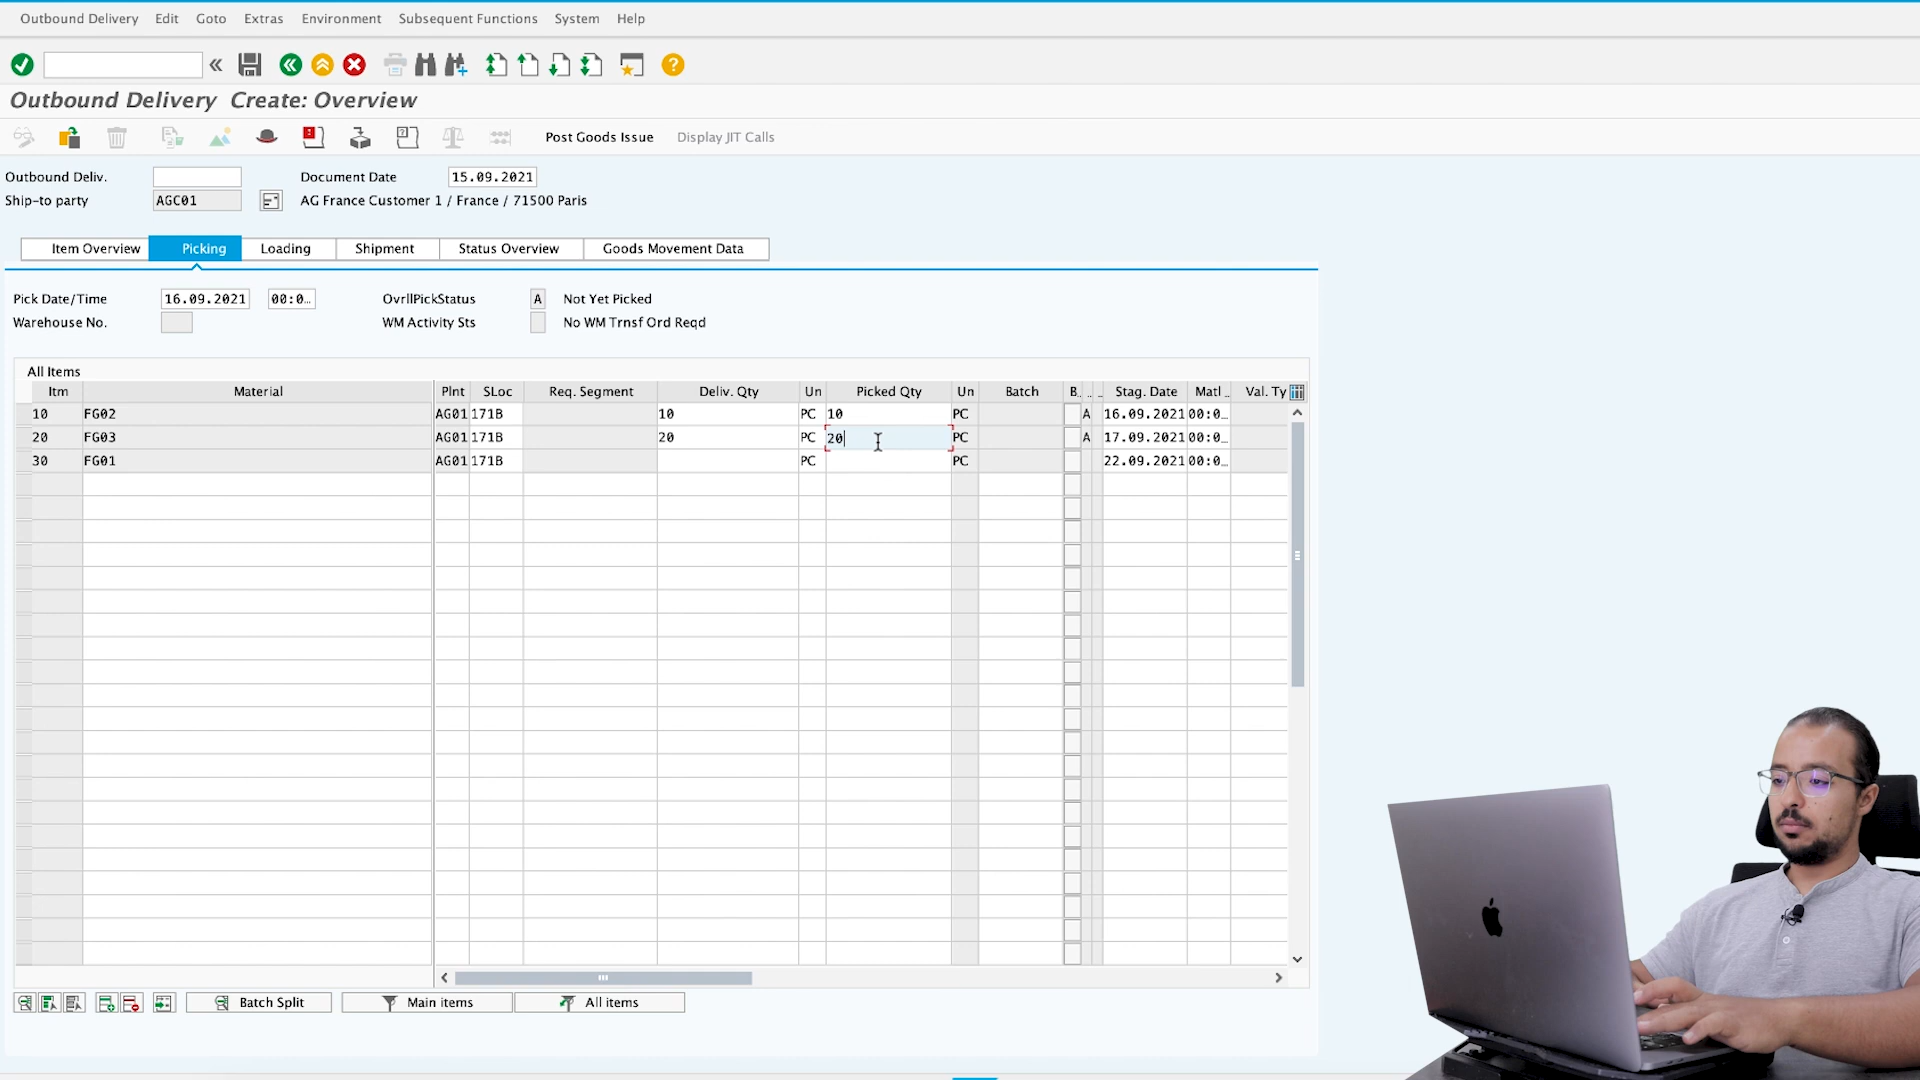 Outbound Delivery Edit Goto Extras Environment Subsequent Functions System Help
Outbound Delivery Create: Overview
Post Goods Issue Display JIT Calls
Outbound Deliv. Document Date 15.09.2021
Ship-to party AGC01 AG France Customer 1 / France / 71500 Paris
Item Overview Picking Loading Shipment Status Overview Goods Movement Data
Pick Date/Time 16.09.2021 00:0… OvrllPickStatus A Not Yet Picked
Warehouse No. WM Activity Sts No WM Trnsf Ord Reqd
All Items
Itm Material Plnt SLoc Req. Segment Deliv. Qty Un Picked Qty Un Batch B.. .. Stag. Date Matl .. Val. Ty
10 FG02 AG01 171B 10 PC 10 PC A 16.09.2021 00:0…
20 FG03 AG01 171B 20 PC 20 PC A 17.09.2021 00:0…
30 FG01 AG01 171B PC PC 22.09.2021 00:0…
Batch Split Main items All items